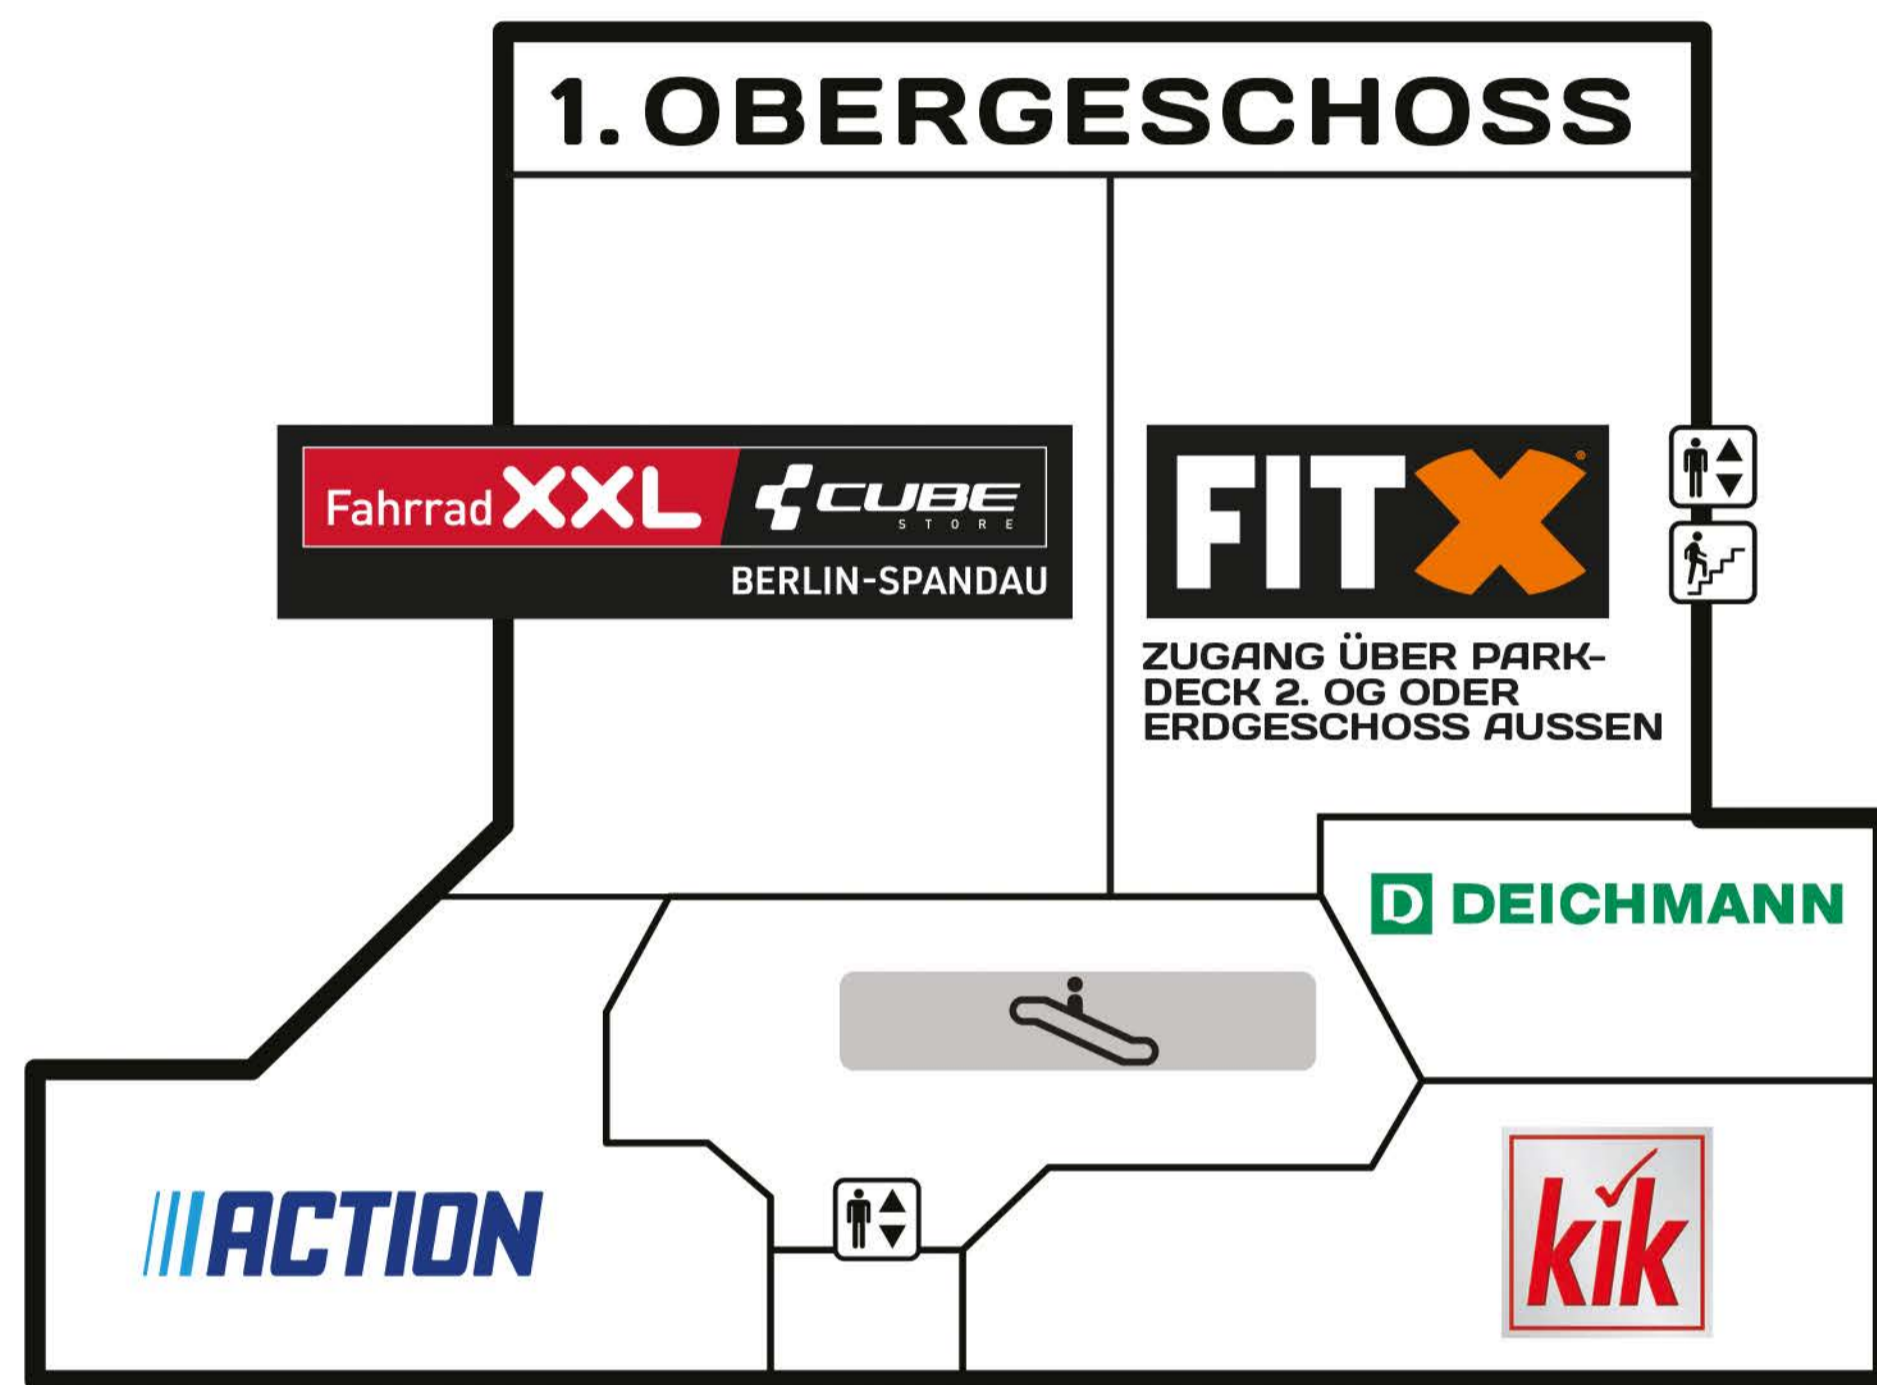 1. OBERGESCHOSS
Fahrrad XXL CUBE
STORE
BERLIN-SPANDAU
FITX®
ZUGANG ÜBER PARK-
DECK 2. OG ODER
ERDGESCHOSS AUSSEN
D DEICHMANN
ACTION
kik